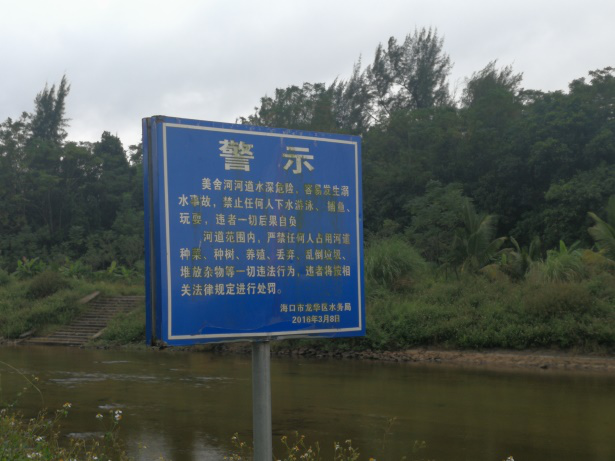 警示
美舍河河道水深危险、容易发生溺
水事故，禁止任何人下水游泳、捕鱼、
玩耍，违者一切后果自负
河道范围内，严禁任何人占用河道
种菜、种树、养殖、丢弃、乱倒垃圾、
堆放杂物等一切违法行为，违者将按相
关法律规定进行处罚。
海口市龙华区水务局
2016年3月8日